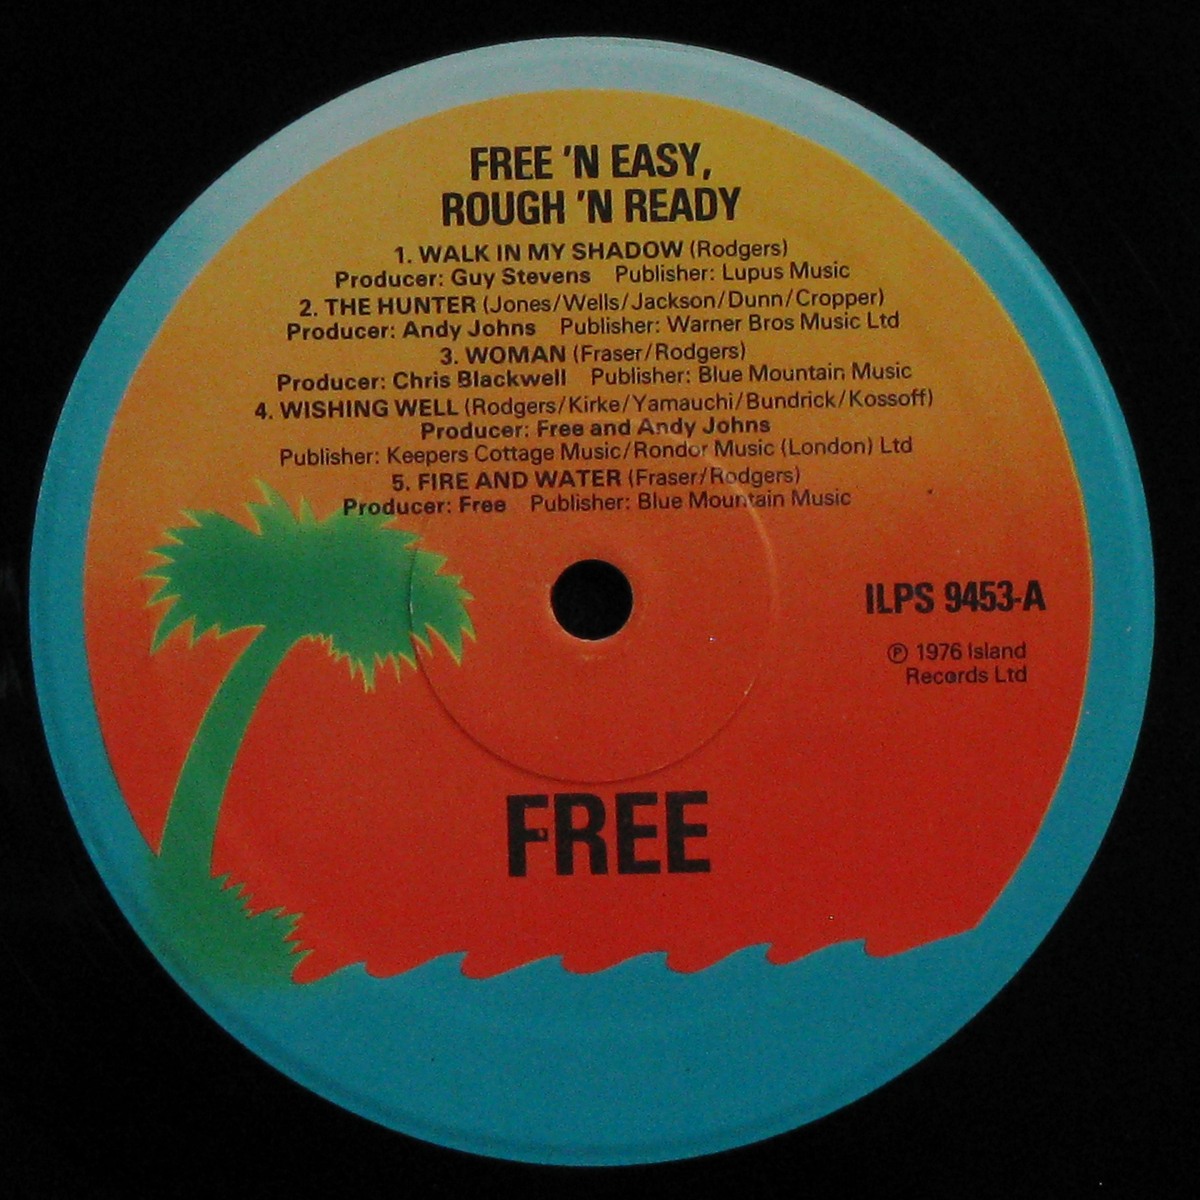 FREE 'N EASY,
ROUGH 'N READY
1. WALK IN MY SHADOW (Rodgers)
Producer: Guy Stevens Publisher: Lupus Music
2. THE HUNTER (Jones/Wells/Jackson/Dunn/Cropper)
Producer: Andy Johns Publisher: Warner Bros Music Ltd
3. WOMAN (Fraser/Rodgers)
Producer: Chris Blackwell Publisher: Blue Mountain Music
4. WISHING WELL (Rodgers/Kirke/Yamauchi/Bundrick/Kossoff)
Producer: Free and Andy Johns
Publisher: Keepers Cottage Music/Rondor Music (London) Ltd
5. FIRE AND WATER (Fraser/Rodgers)
Producer: Free Publisher: Blue Mountain Music
ILPS 9453-A
℗ 1976 Island
Records Ltd
FREE